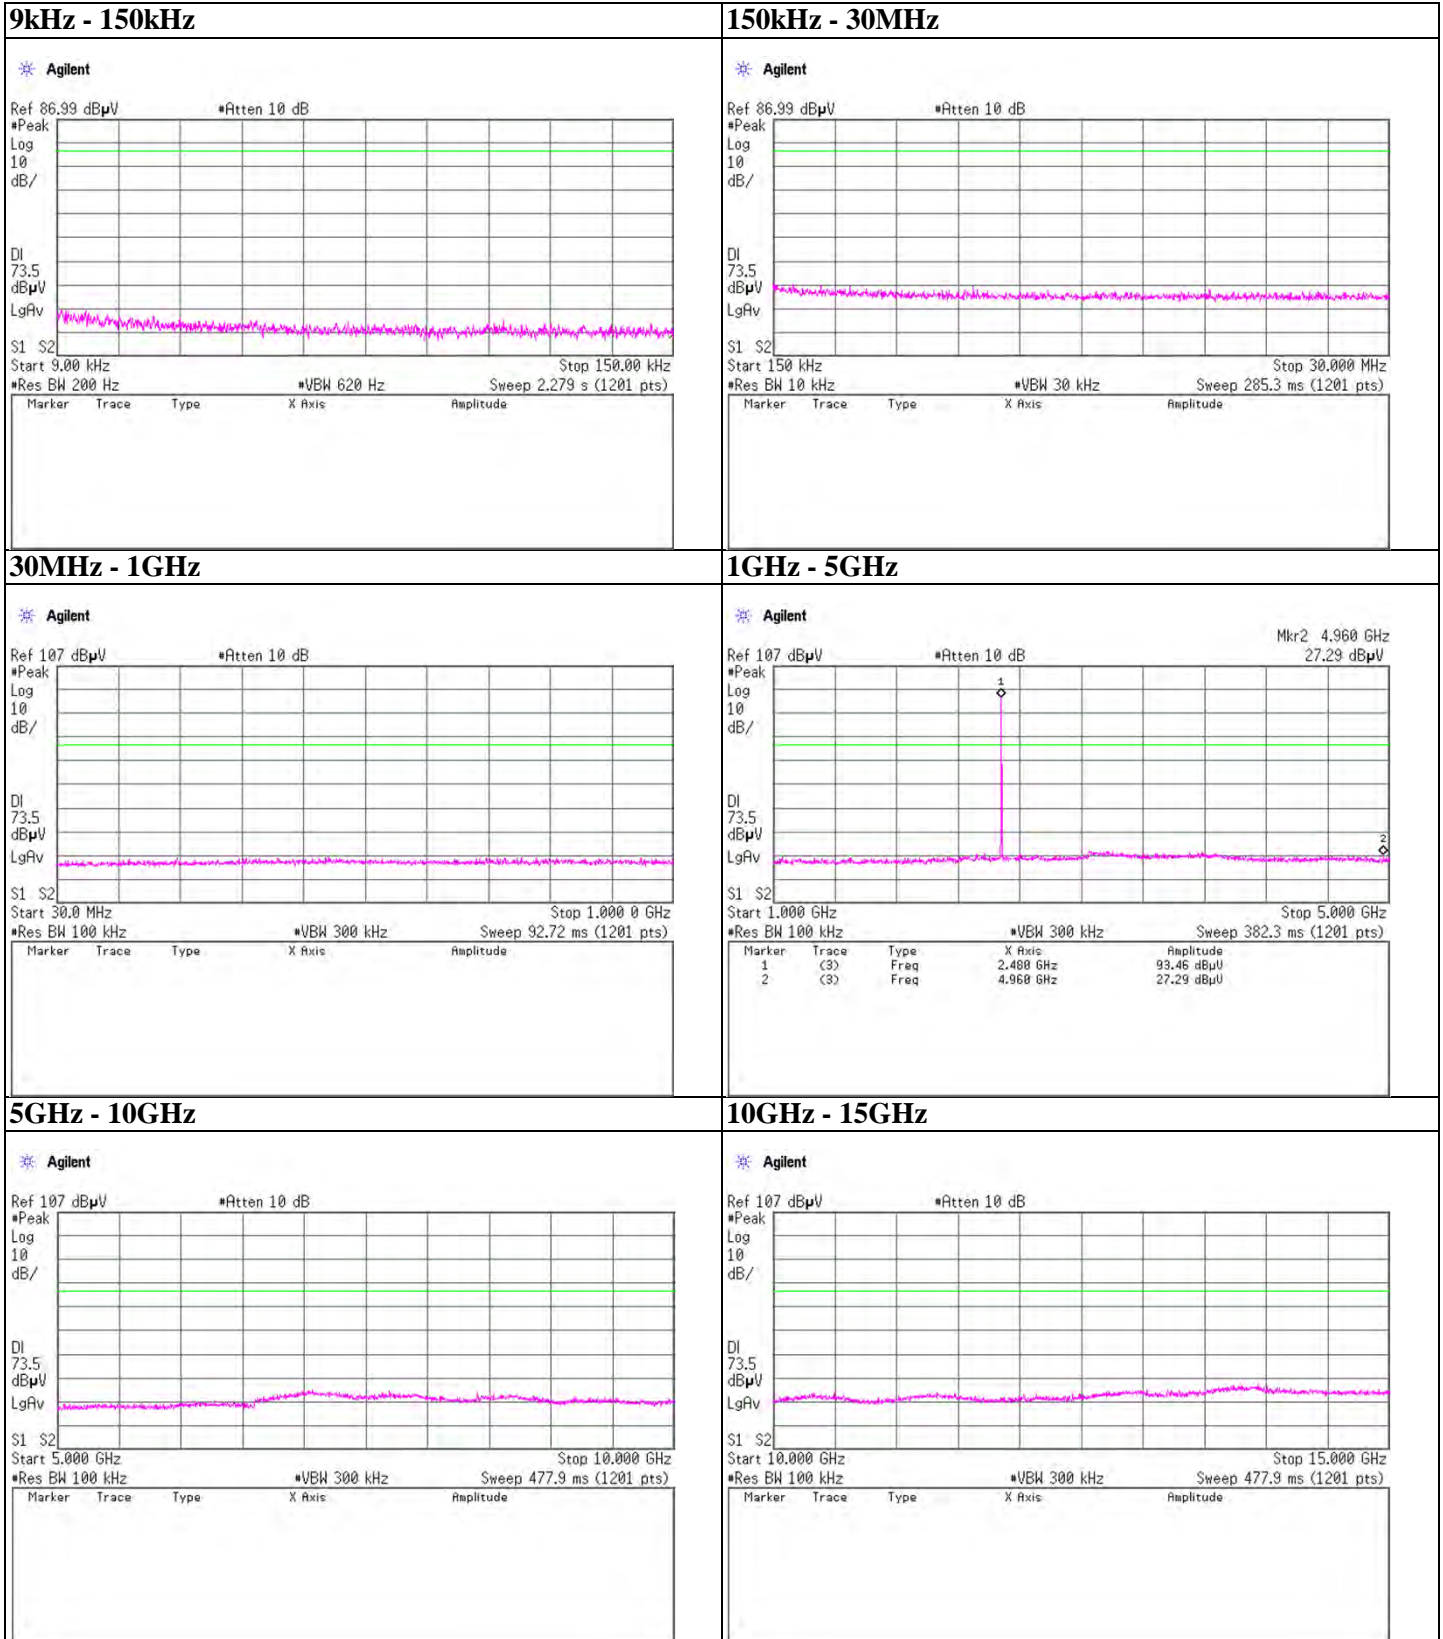 9kHz - 150kHz
Agilent
Ref 86.99 dBµV #Atten 10 dB
#Peak
Log
10
dB/
DI
73.5
dBµV
LgAv
S1 S2
Start 9.00 kHz Stop 150.00 kHz
#Res BW 200 Hz #VBW 620 Hz Sweep 2.279 s (1201 pts)
Marker Trace Type X Axis Amplitude
150kHz - 30MHz
Agilent
Ref 86.99 dBµV #Atten 10 dB
#Peak
Log
10
dB/
DI
73.5
dBµV
LgAv
S1 S2
Start 150 kHz Stop 30.000 MHz
#Res BW 10 kHz #VBW 30 kHz Sweep 285.3 ms (1201 pts)
Marker Trace Type X Axis Amplitude
30MHz - 1GHz
Agilent
Ref 107 dBµV #Atten 10 dB
#Peak
Log
10
dB/
DI
73.5
dBµV
LgAv
S1 S2
Start 30.0 MHz Stop 1.000 0 GHz
#Res BW 100 kHz #VBW 300 kHz Sweep 92.72 ms (1201 pts)
Marker Trace Type X Axis Amplitude
1GHz - 5GHz
Agilent
Mkr2 4.960 GHz
Ref 107 dBµV #Atten 10 dB 27.29 dBµV
#Peak
Log
10
dB/
1
DI
73.5
dBµV
LgAv
2
S1 S2
Start 1.000 GHz Stop 5.000 GHz
#Res BW 100 kHz #VBW 300 kHz Sweep 382.3 ms (1201 pts)
Marker Trace Type X Axis Amplitude
1 (3) Freq 2.480 GHz 93.46 dBµV
2 (3) Freq 4.960 GHz 27.29 dBµV
5GHz - 10GHz
Agilent
Ref 107 dBµV #Atten 10 dB
#Peak
Log
10
dB/
DI
73.5
dBµV
LgAv
S1 S2
Start 5.000 GHz Stop 10.000 GHz
#Res BW 100 kHz #VBW 300 kHz Sweep 477.9 ms (1201 pts)
Marker Trace Type X Axis Amplitude
10GHz - 15GHz
Agilent
Ref 107 dBµV #Atten 10 dB
#Peak
Log
10
dB/
DI
73.5
dBµV
LgAv
S1 S2
Start 10.000 GHz Stop 15.000 GHz
#Res BW 100 kHz #VBW 300 kHz Sweep 477.9 ms (1201 pts)
Marker Trace Type X Axis Amplitude